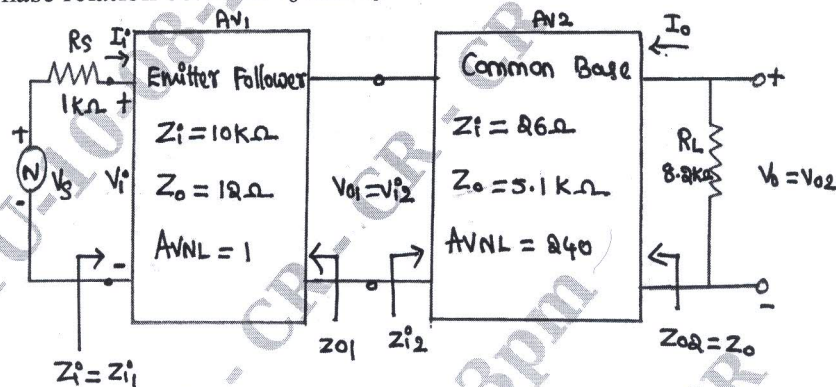 hase relation
AV1
AV2
RS
Ii
Io
1KΩ
+
Emitter Follower
Common Base
+
Zi = 10KΩ
Zi = 26Ω
+
N
VS
Vi
Zo = 12Ω
Vo1 = Vi2
Zo = 5.1 KΩ
RL
8.2KΩ
Vo = Vo2
-
AVNL = 1
AVNL = 240
-
-
Zi = Zi1
Zo1
Zi2
Zo2 = Zo